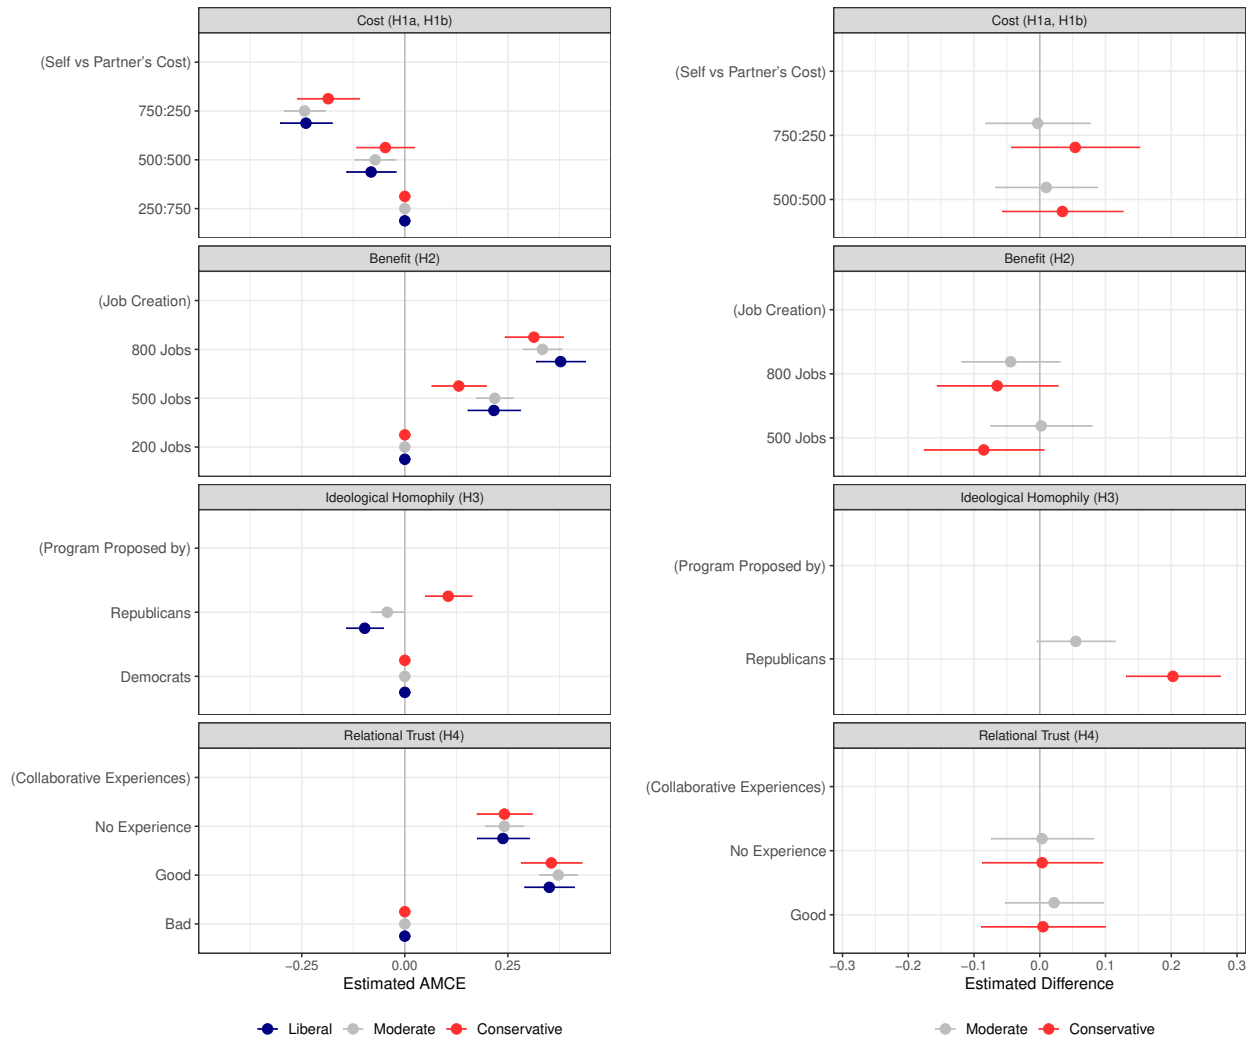 Cost (H1a, H1b)
(Self vs Partner's Cost)
750:250
500:500
250:750
Benefit (H2)
(Job Creation)
800 Jobs
500 Jobs
200 Jobs
Ideological Homophily (H3)
(Program Proposed by)
Republicans
Democrats
Relational Trust (H4)
(Collaborative Experiences)
No Experience
Good
Bad
−0.25 0.00 0.25
Estimated AMCE
Liberal Moderate Conservative
Cost (H1a, H1b)
(Self vs Partner's Cost)
750:250
500:500
Benefit (H2)
(Job Creation)
800 Jobs
500 Jobs
Ideological Homophily (H3)
(Program Proposed by)
Republicans
Relational Trust (H4)
(Collaborative Experiences)
No Experience
Good
−0.3 −0.2 −0.1 0.0 0.1 0.2 0.3
Estimated Difference
Moderate Conservative